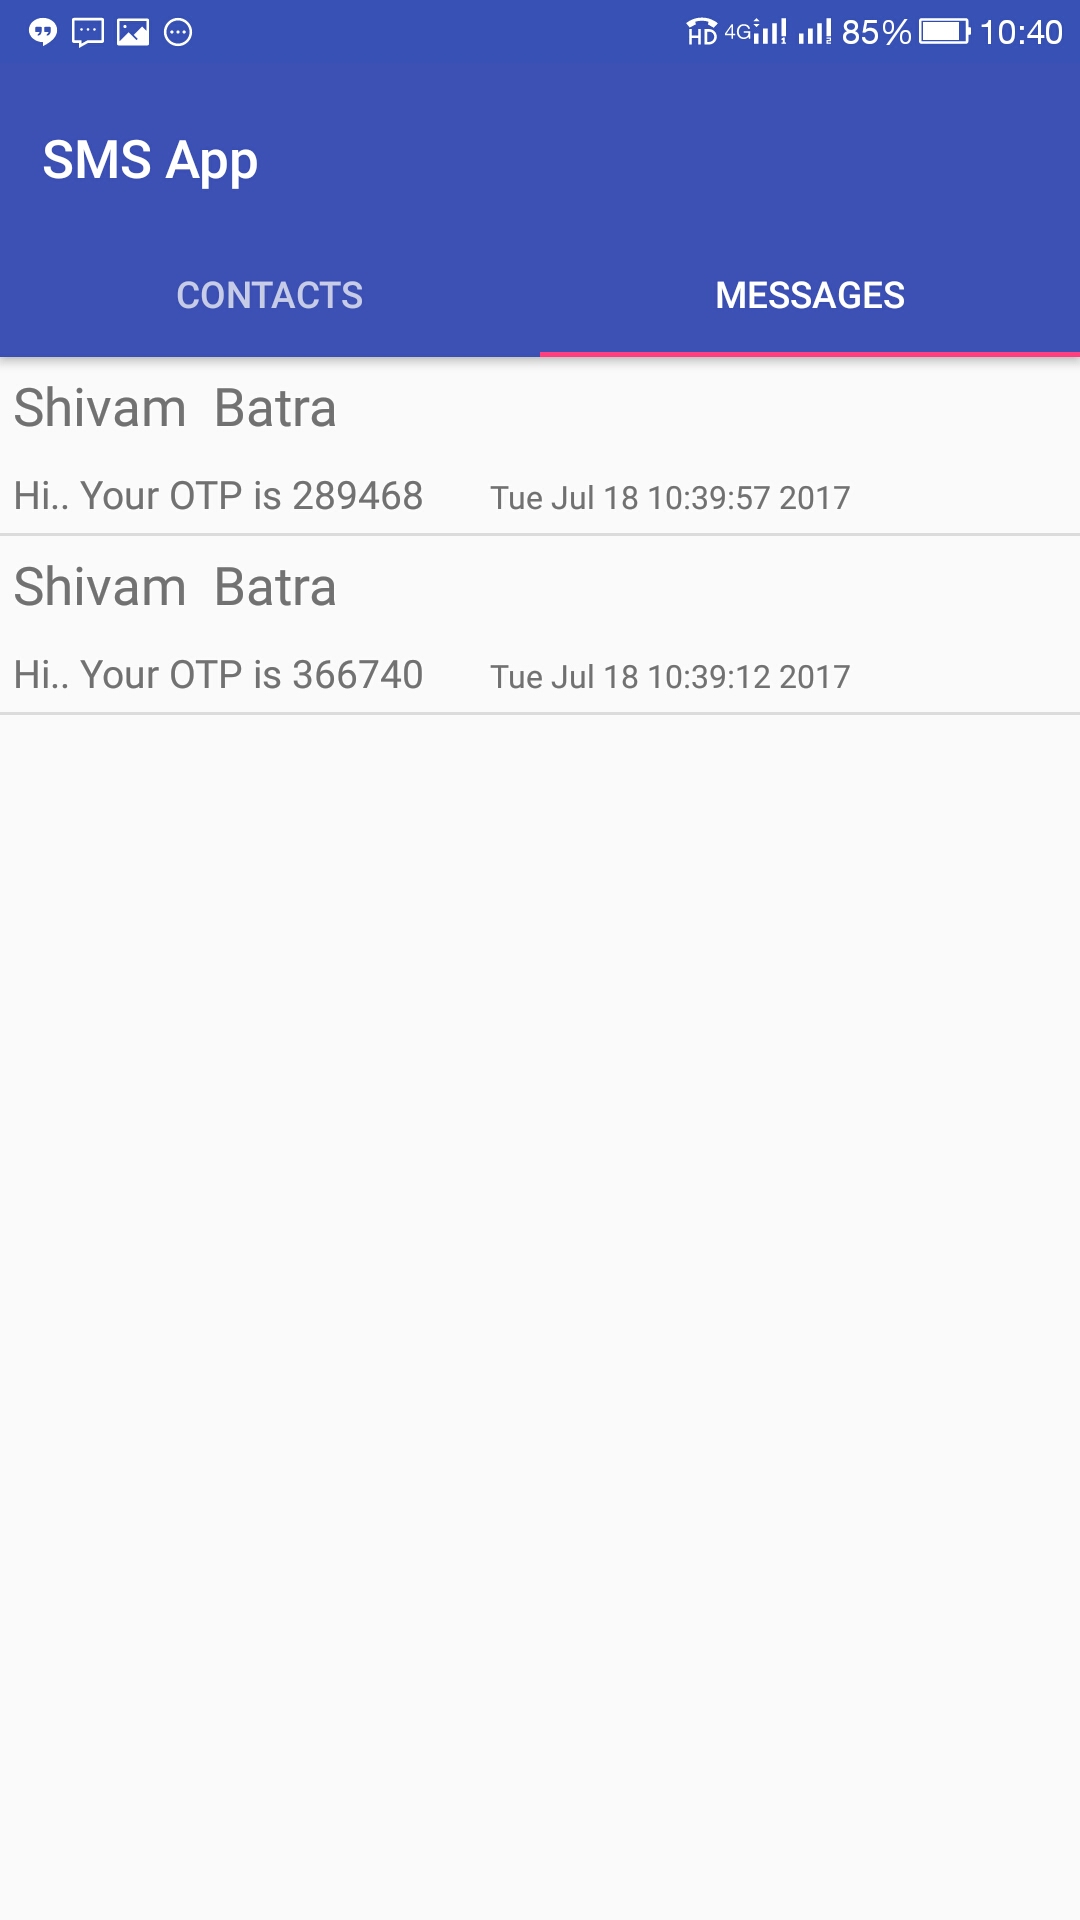 HD 4G 85% 10:40
SMS App
CONTACTS MESSAGES
Shivam  Batra
Hi.. Your OTP is 289468 Tue Jul 18 10:39:57 2017
Shivam  Batra
Hi.. Your OTP is 366740 Tue Jul 18 10:39:12 2017